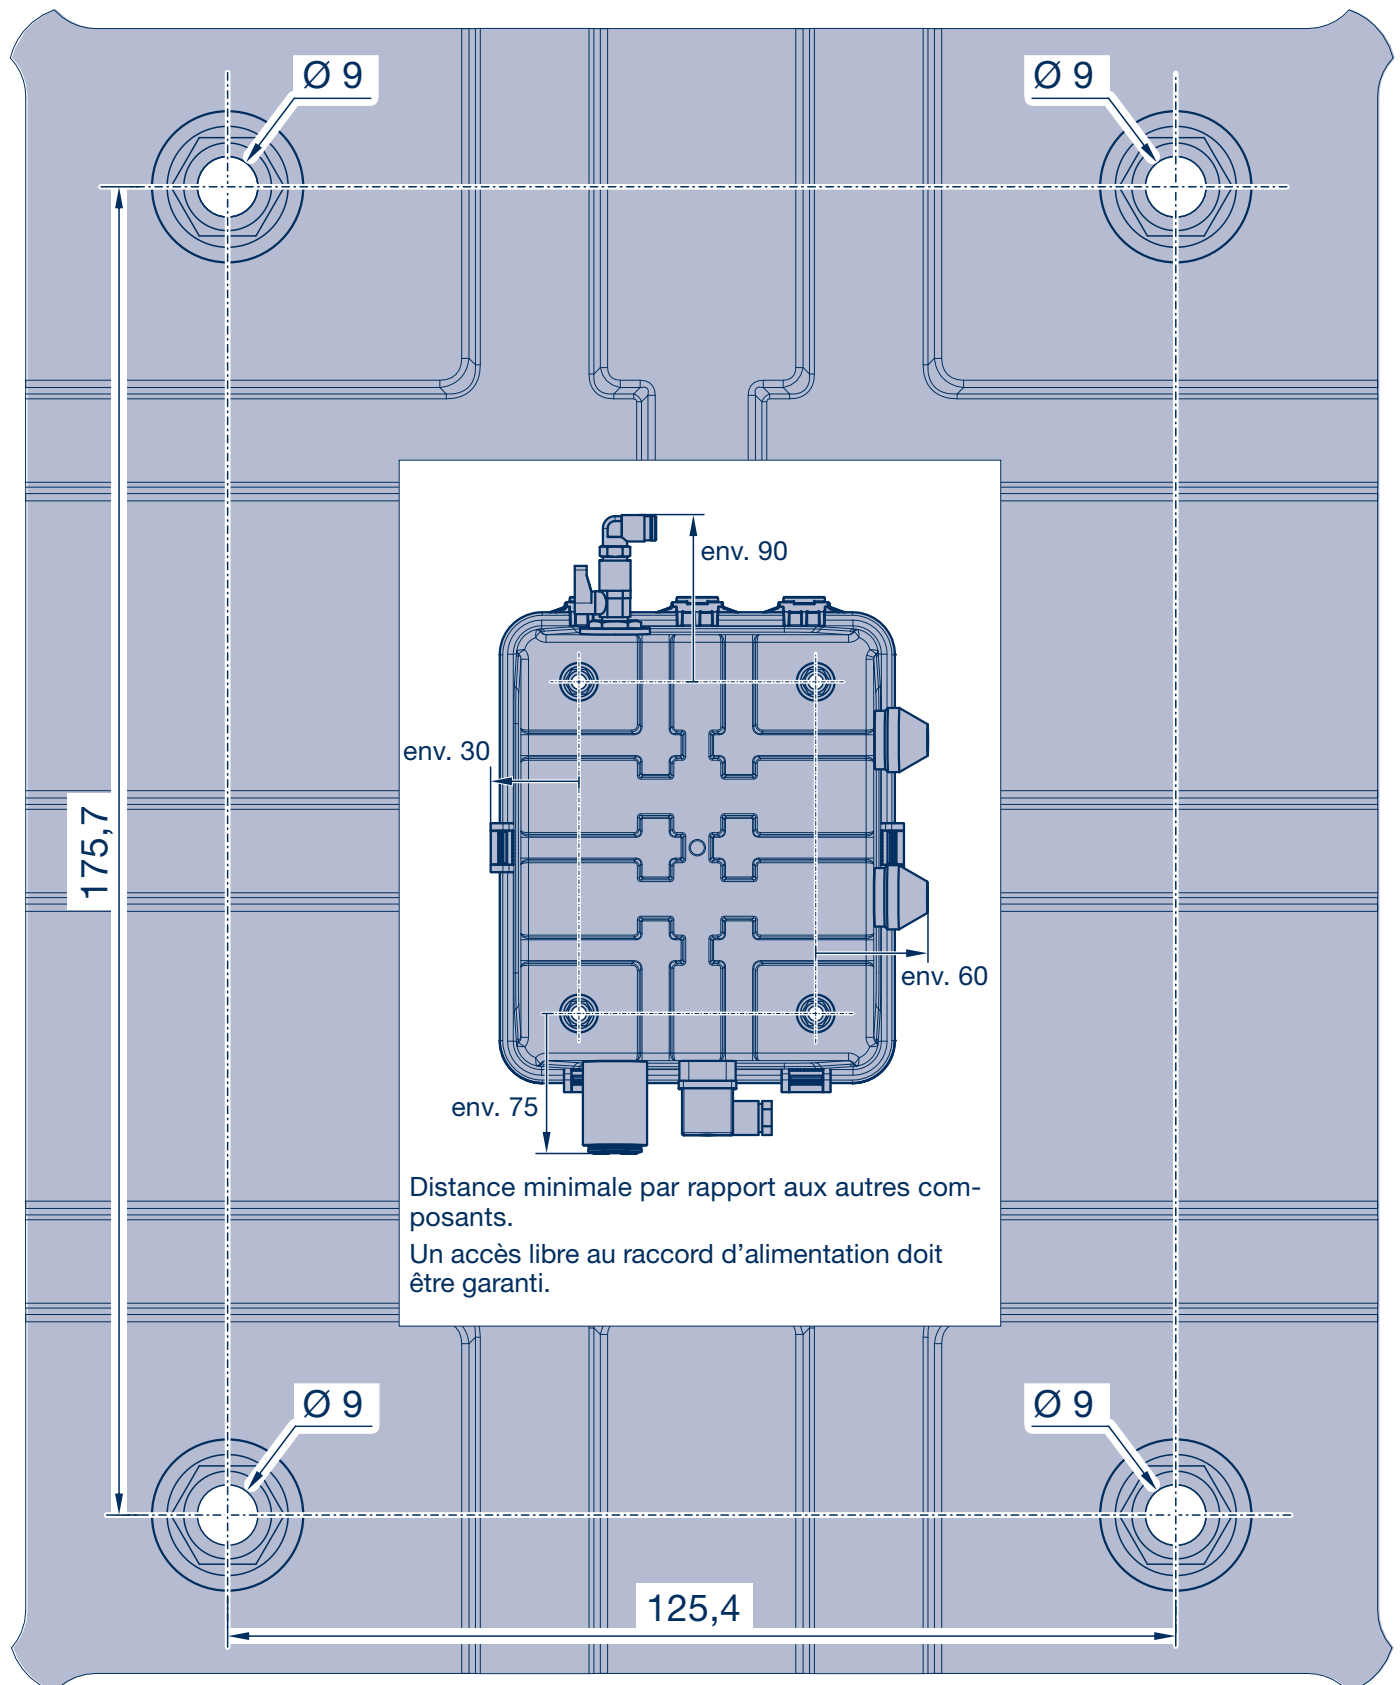 Ø 9
Ø 9
env. 90
env. 30
175,7
env. 60
env. 75
Distance minimale par rapport aux autres com-
posants.
Un accès libre au raccord d’alimentation doit
être garanti.
Ø 9
Ø 9
125,4